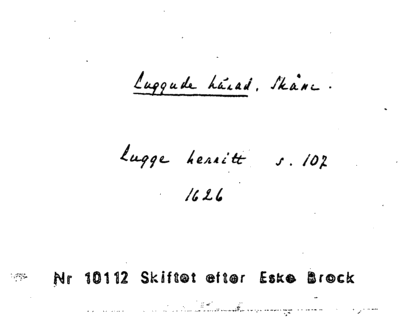 Luggude härad, Skåne.
Lugge herritt s. 107
1626
Nr 10112 Skiftet efter Eske Brock